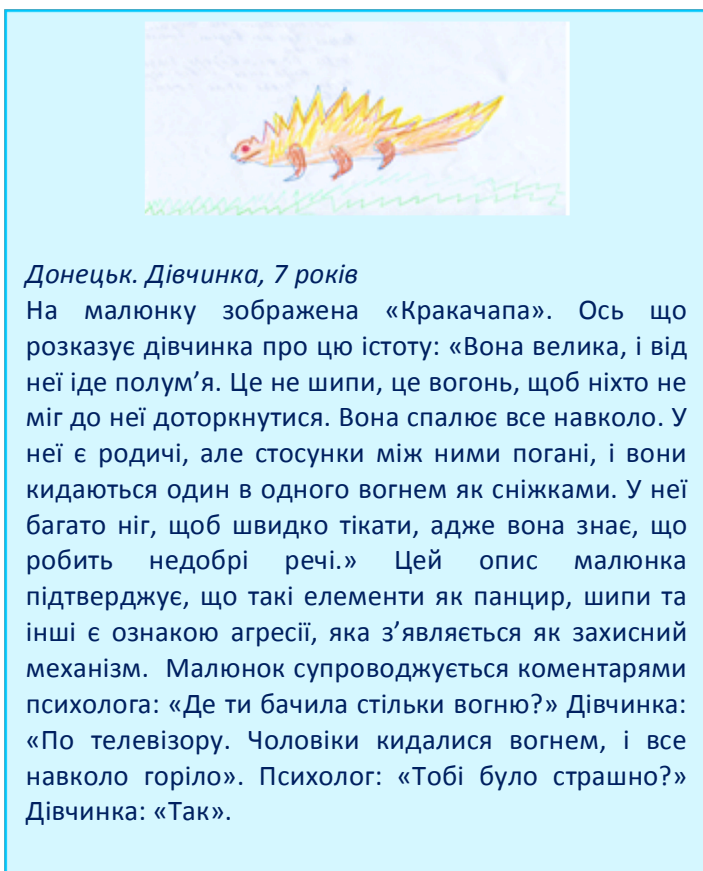 Донецьк. Дівчинка, 7 років
На малюнку зображена «Кракачапа». Ось що
розказує дівчинка про цю істоту: «Вона велика, і від
неї іде полум’я. Це не шипи, це вогонь, щоб ніхто не
міг до неї доторкнутися. Вона спалює все навколо. У
неї є родичі, але стосунки між ними погані, і вони
кидаються один в одного вогнем як сніжками. У неї
багато ніг, щоб швидко тікати, адже вона знає, що
робить недобрі речі.» Цей опис малюнка
підтверджує, що такі елементи як панцир, шипи та
інші є ознакою агресії, яка з’являється як захисний
механізм. Малюнок супроводжується коментарями
психолога: «Де ти бачила стільки вогню?» Дівчинка:
«По телевізору. Чоловіки кидалися вогнем, і все
навколо горіло». Психолог: «Тобі було страшно?»
Дівчинка: «Так».